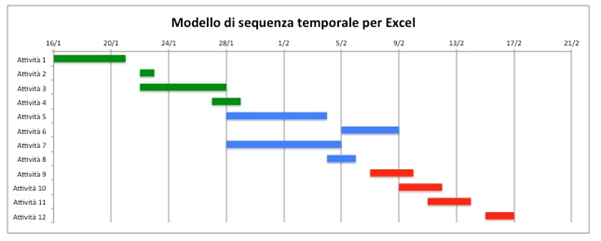 Modello di sequenza temporale per Excel
16/1 20/1 24/1 28/1 1/2 5/2 9/2 13/2 17/2 21/2
Attività 1
Attività 2
Attività 3
Attività 4
Attività 5
Attività 6
Attività 7
Attività 8
Attività 9
Attività 10
Attività 11
Attività 12